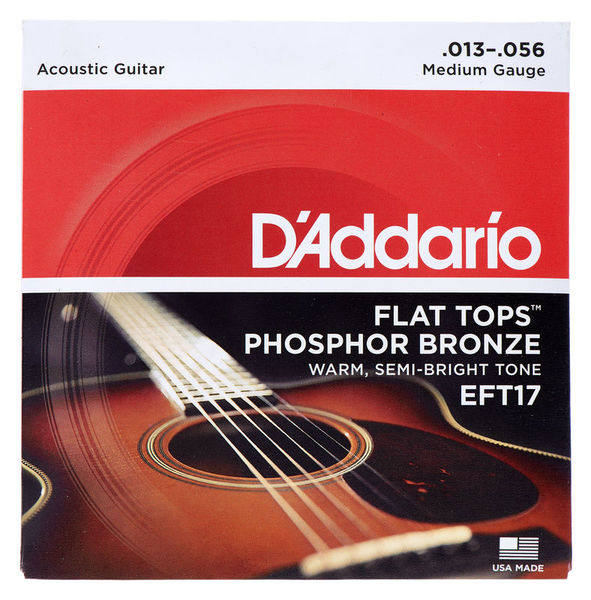 .013–.056
Acoustic Guitar
Medium Gauge
D'Addario
FLAT TOPS™
PHOSPHOR BRONZE
WARM, SEMI-BRIGHT TONE
EFT17
USA MADE